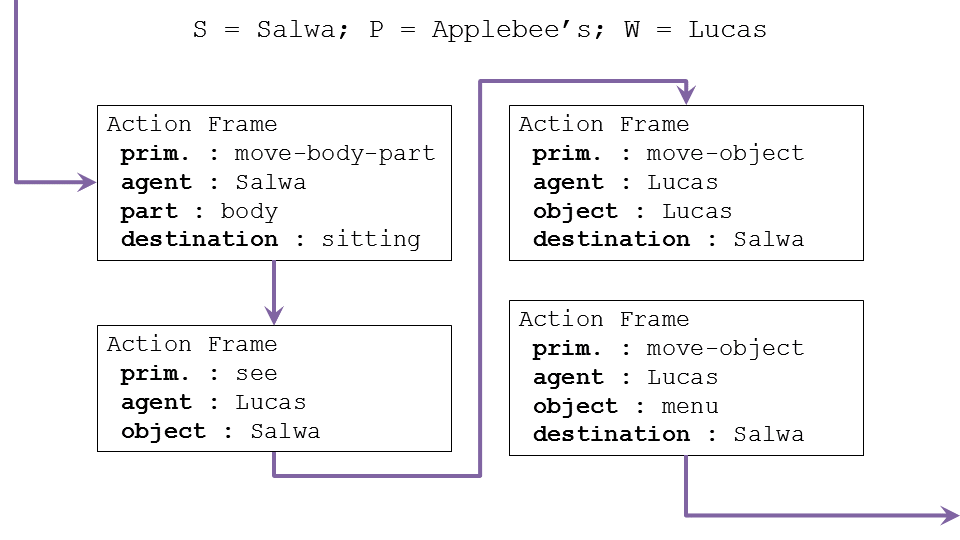 S = Salwa; P = Applebee’s; W = Lucas
Action Frame
prim. : move-body-part
agent : Salwa
part : body
destination : sitting
Action Frame
prim. : see
agent : Lucas
object : Salwa
Action Frame
prim. : move-object
agent : Lucas
object : Lucas
destination : Salwa
Action Frame
prim. : move-object
agent : Lucas
object : menu
destination : Salwa